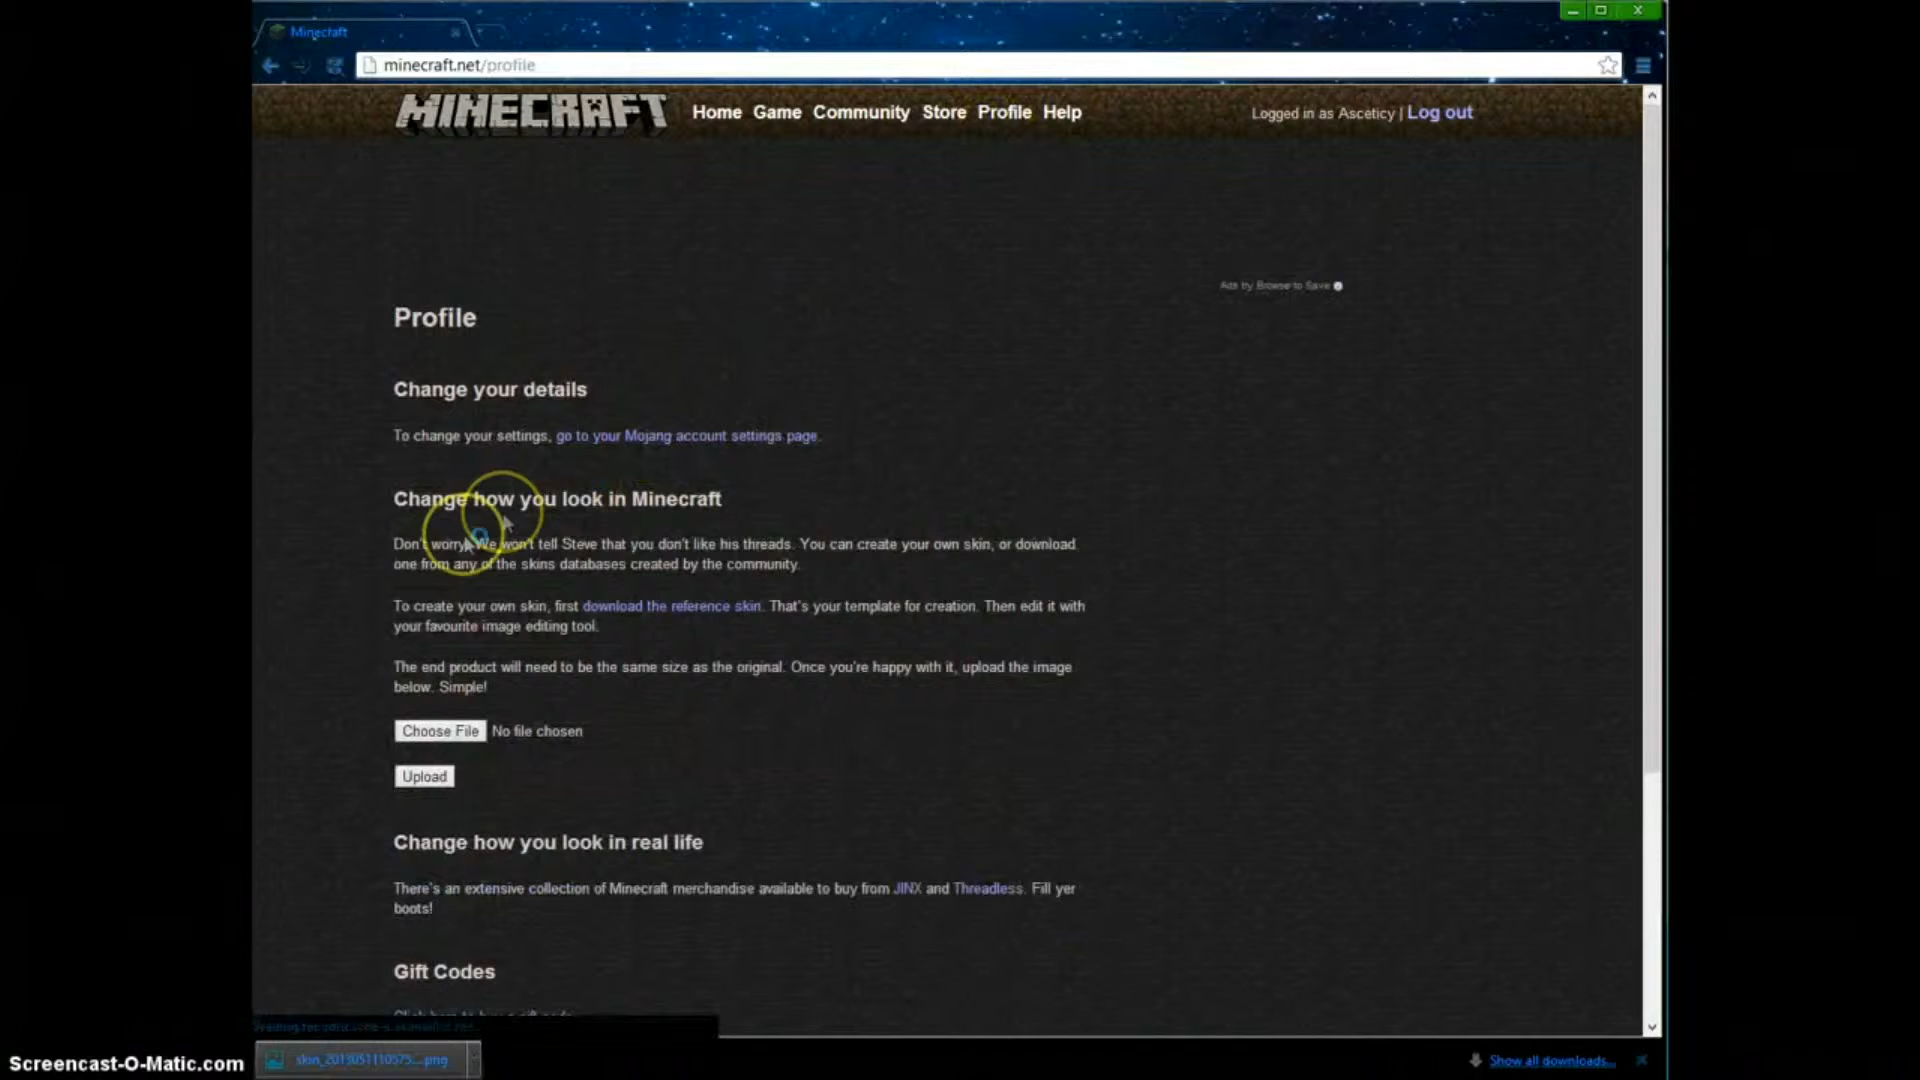 Minecraft
minecraft.net/profile
MINECRAFT Home Game Community Store Profile Help Logged in as Asceticy | Log out
Ads by Browse to Save
Profile
Change your details
To change your settings, go to your Mojang account settings page.
Change how you look in Minecraft
Don't worry. We won't tell Steve that you don't like his threads. You can create your own skin, or download
one from any of the skins databases created by the community.
To create your own skin, first download the reference skin. That's your template for creation. Then edit it with
your favourite image editing tool.
The end product will need to be the same size as the original. Once you're happy with it, upload the image
below. Simple!
Choose File No file chosen
Upload
Change how you look in real life
There's an extensive collection of Minecraft merchandise available to buy from JINX and Threadless. Fill yer
boots!
Gift Codes
Screencast-O-Matic.com skin_2013051110575....png Show all downloads...